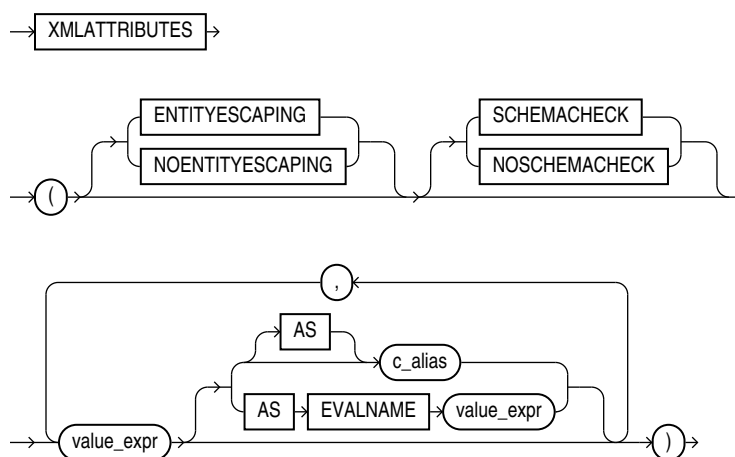 XMLATTRIBUTES
ENTITYESCAPING SCHEMACHECK
NOENTITYESCAPING NOSCHEMACHECK
(
,
AS
c_alias
AS EVALNAME value_expr
value_expr )